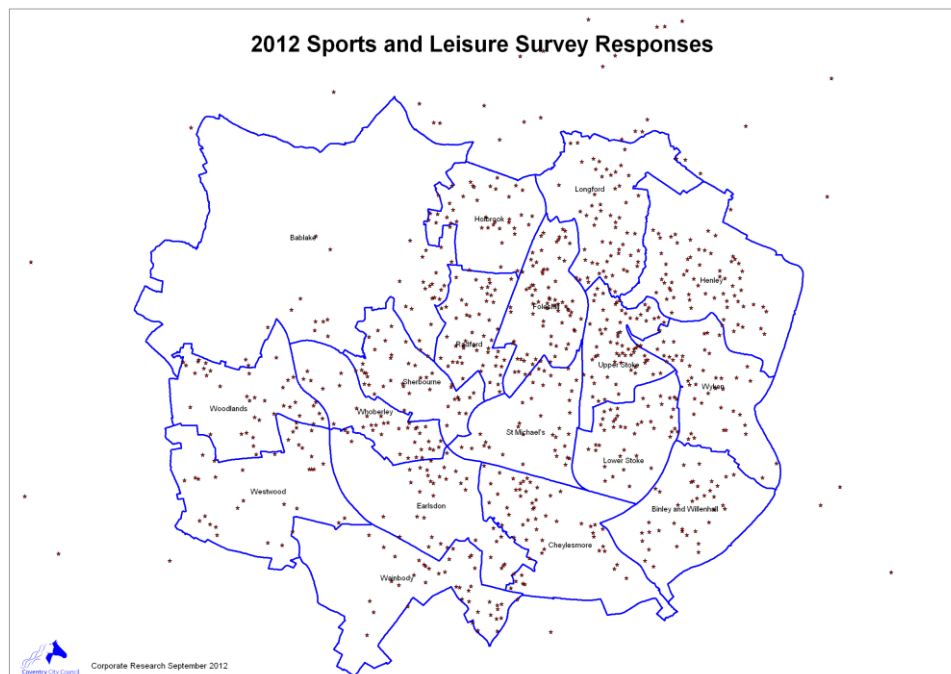 2012 Sports and Leisure Survey Responses
Longford
Holbrook
Bablake
Henley
Foleshill
Radford
Upper Stoke
Sherbourne
Wyken
Woodlands
Whoberley
St Michael's
Lower Stoke
Westwood
Earlsdon
Binley and Willenhall
Cheylesmore
Wainbody
Corporate Research September 2012
Coventry City Council